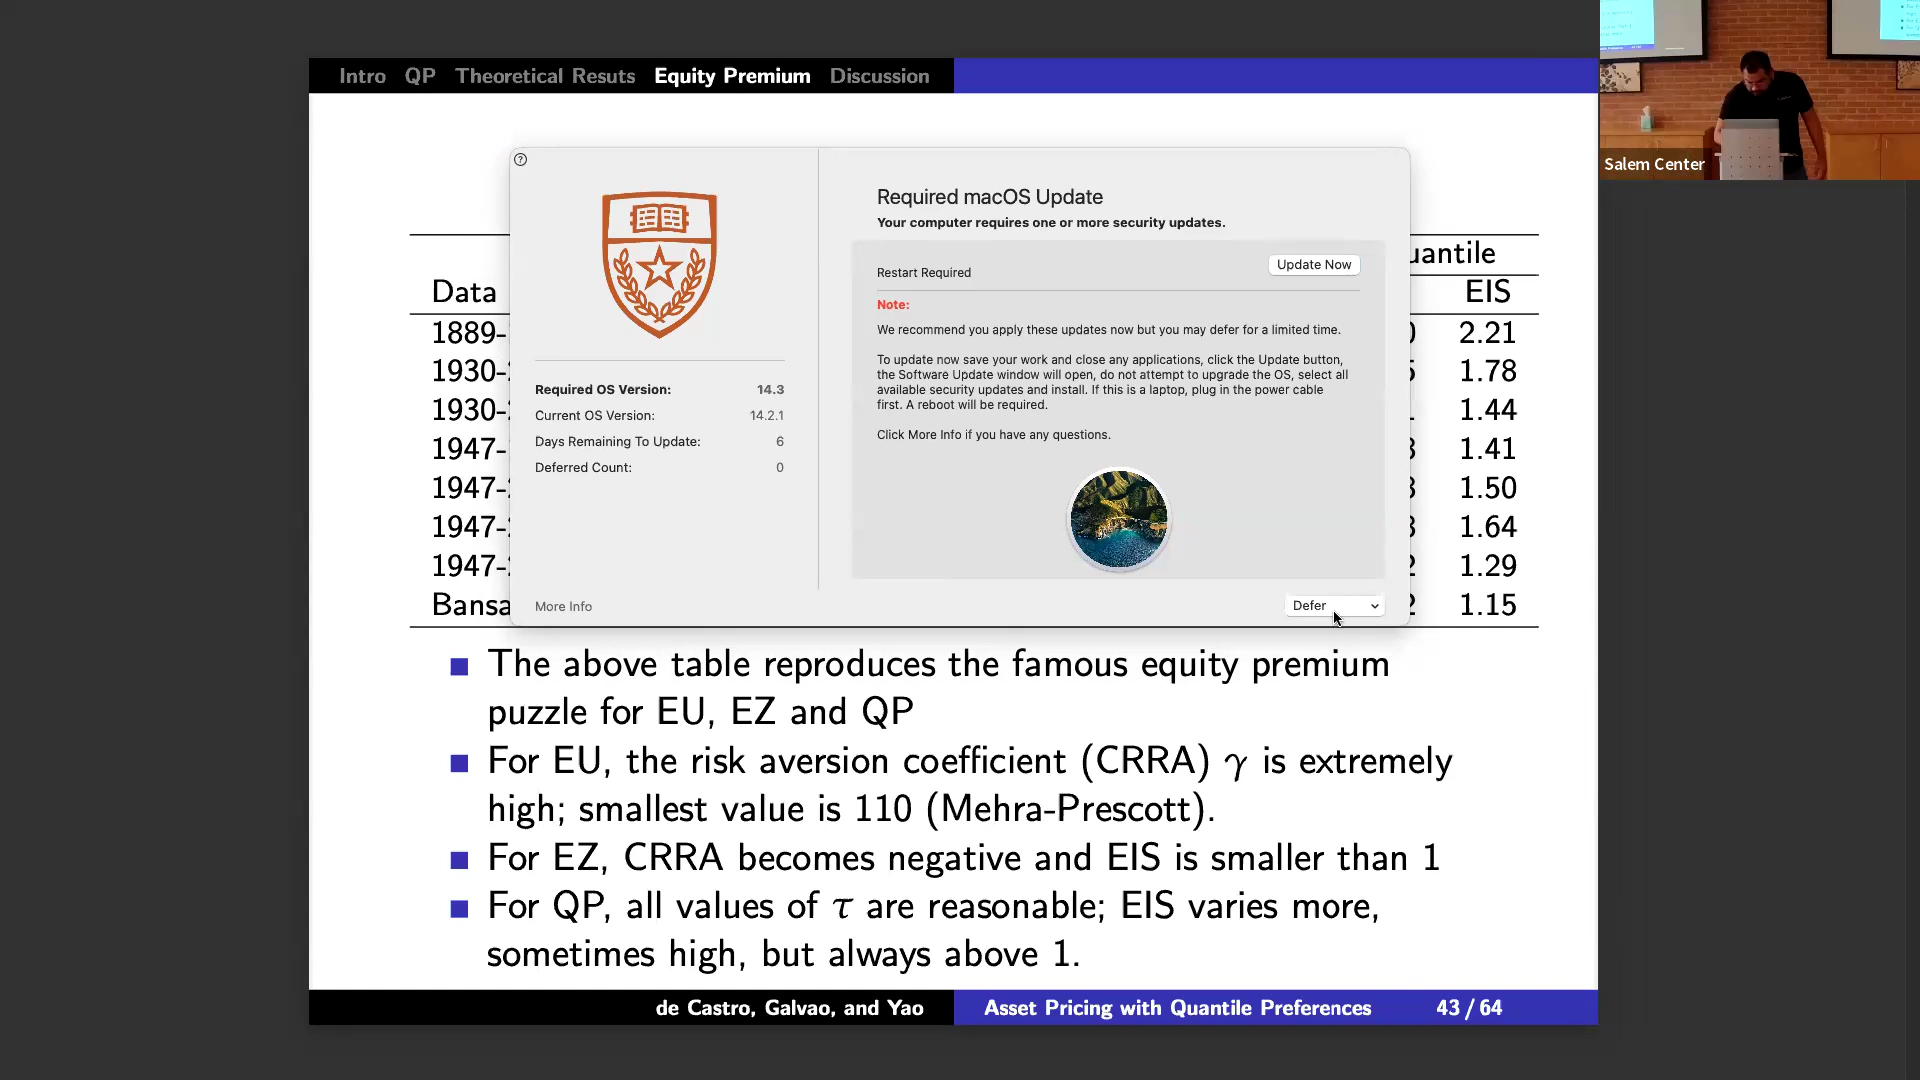 Intro QP Theoretical Resuts Equity Premium Discussion
Salem Center
?
Required macOS Update
Your computer requires one or more security updates.
Restart Required
Update Now
Note:
We recommend you apply these updates now but you may defer for a limited time.
To update now save your work and close any applications, click the Update button,
the Software Update window will open, do not attempt to upgrade the OS, select all
available security updates and install. If this is a laptop, plug in the power cable
first. A reboot will be required.
Click More Info if you have any questions.
Required OS Version: 14.3
Current OS Version: 14.2.1
Days Remaining To Update: 6
Deferred Count: 0
More Info
Defer
uantile
Data EIS
1889- 2.21
1930- 1.78
1930- 1.44
1947- 1.41
1947- 1.50
1947- 1.64
1947- 1.29
Bansa 1.15
The above table reproduces the famous equity premium
puzzle for EU, EZ and QP
For EU, the risk aversion coefficient (CRRA) γ is extremely
high; smallest value is 110 (Mehra-Prescott).
For EZ, CRRA becomes negative and EIS is smaller than 1
For QP, all values of τ are reasonable; EIS varies more,
sometimes high, but always above 1.
de Castro, Galvao, and Yao Asset Pricing with Quantile Preferences 43 / 64